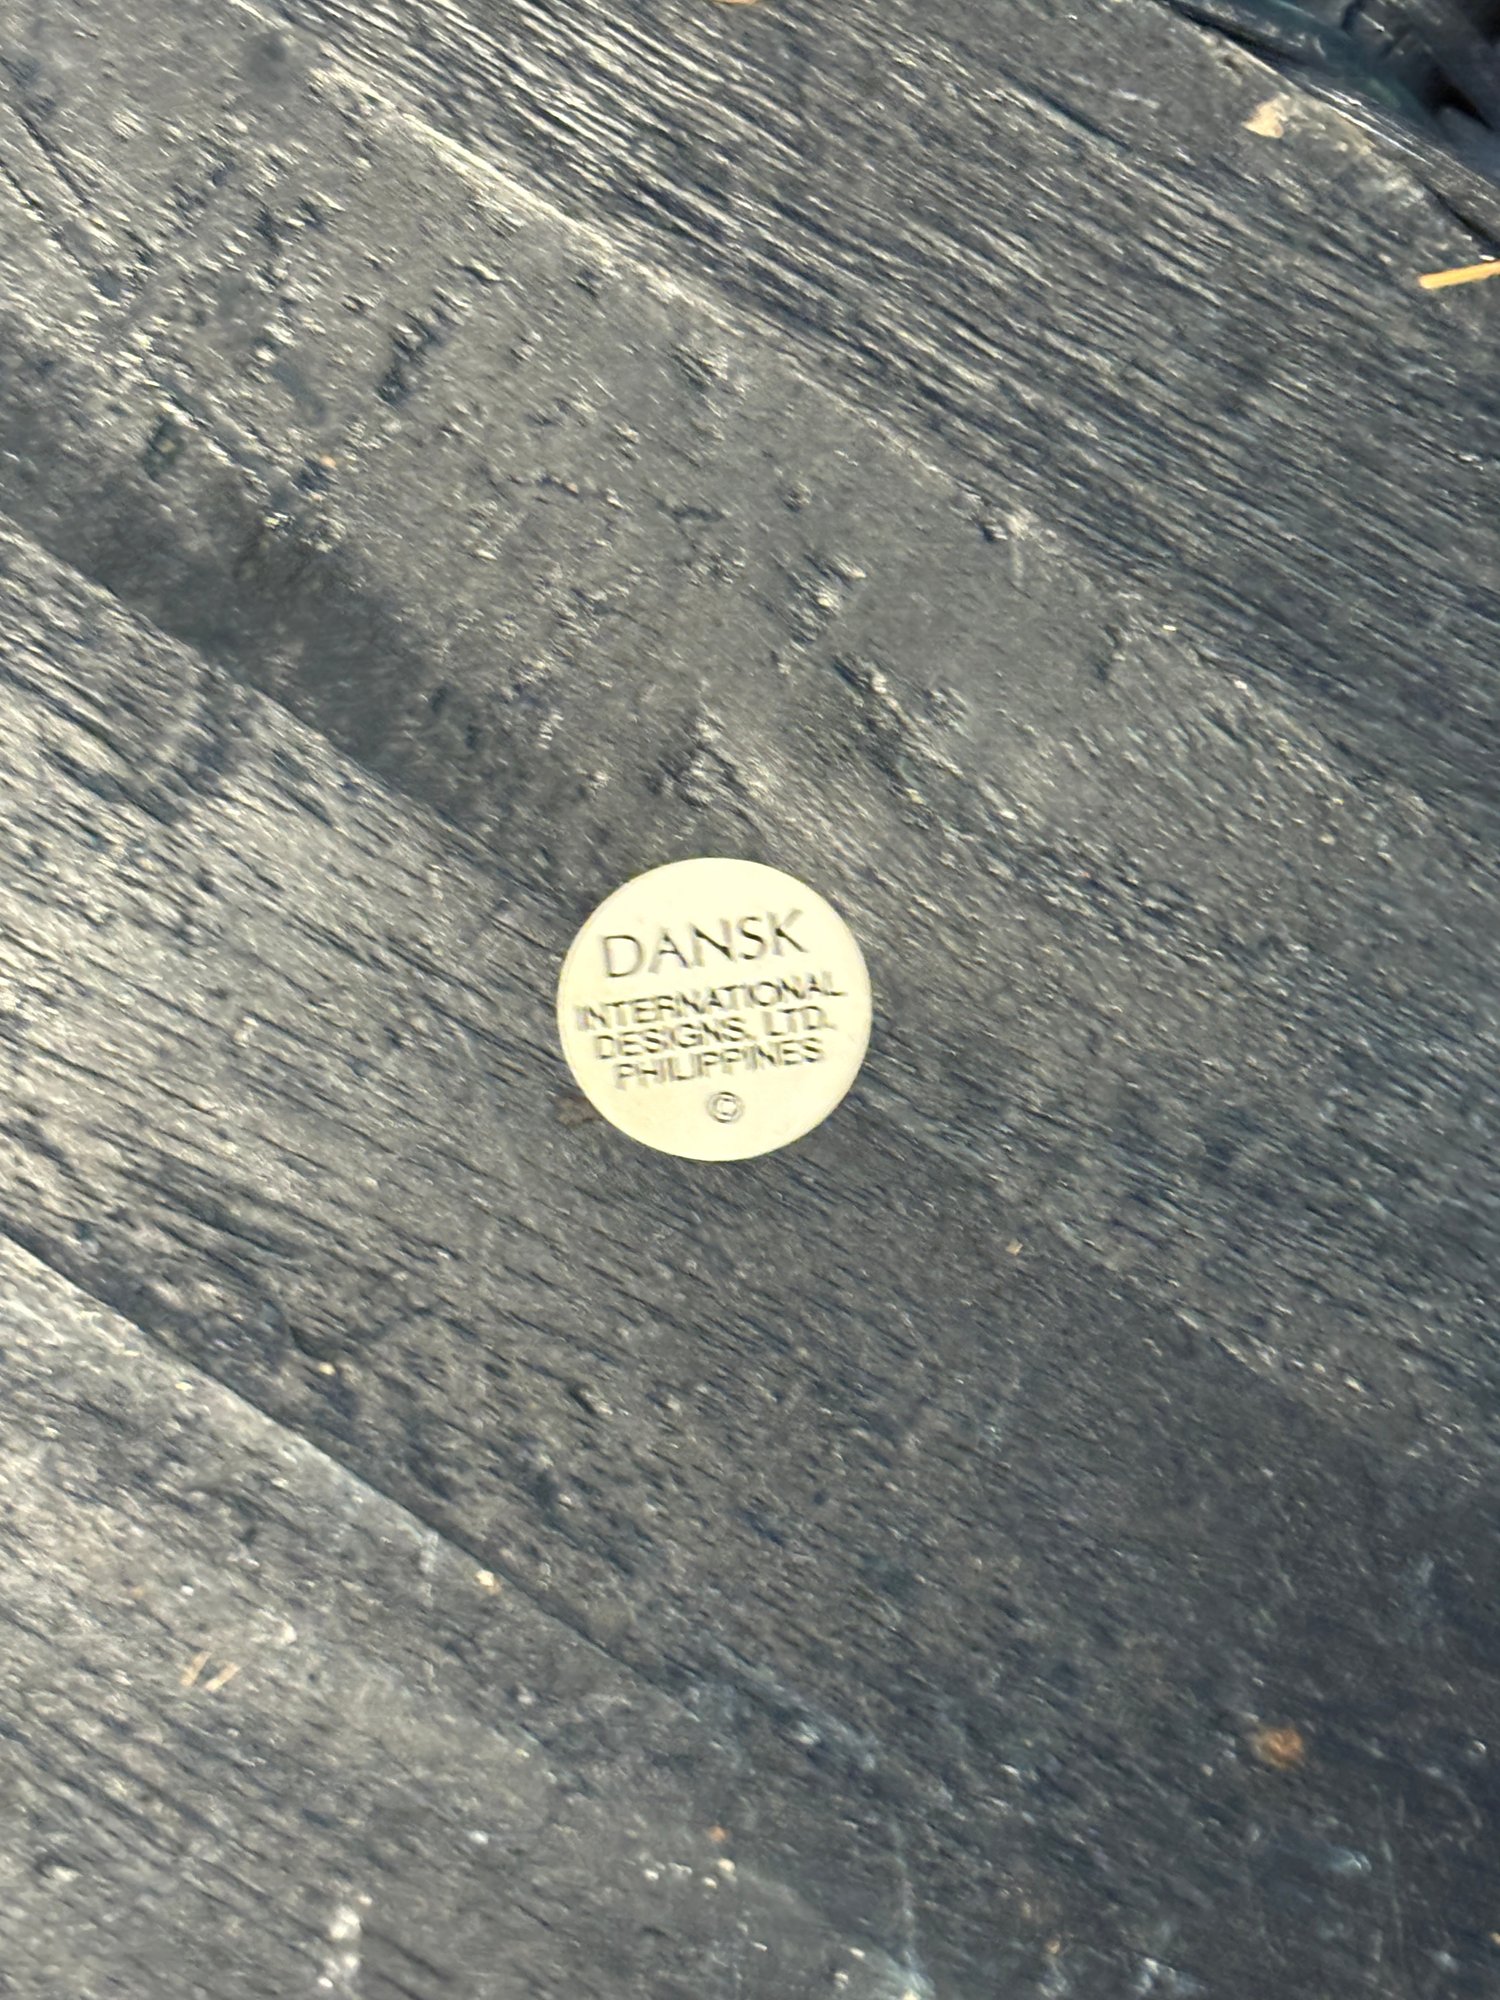 DANSK
INTERNATIONAL
DESIGNS, LTD.
PHILIPPINES
©